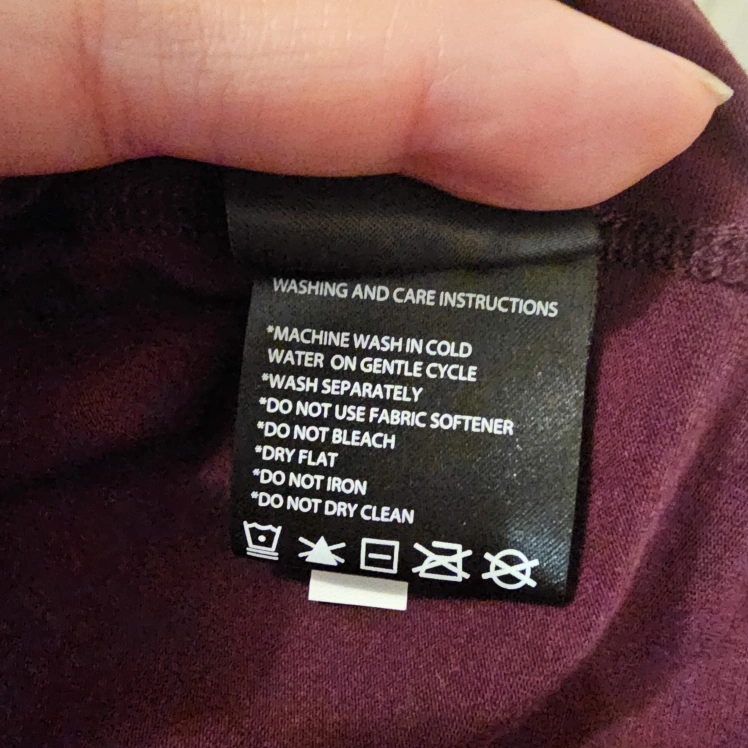 WASHING AND CARE INSTRUCTIONS
*MACHINE WASH IN COLD
WATER ON GENTLE CYCLE
*WASH SEPARATELY
*DO NOT USE FABRIC SOFTENER
*DO NOT BLEACH
*DRY FLAT
*DO NOT IRON
*DO NOT DRY CLEAN